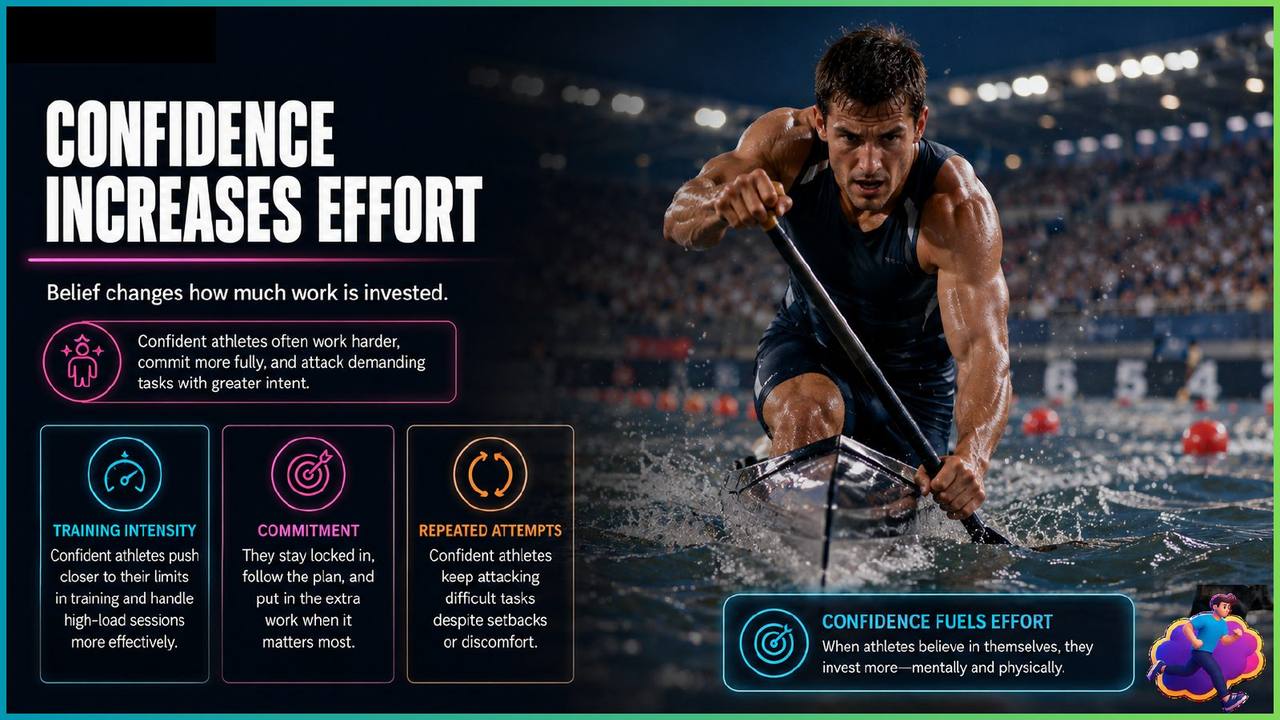 CONFIDENCE
INCREASES EFFORT
Belief changes how much work is invested.
Confident athletes often work harder,
commit more fully, and attack demanding
tasks with greater intent.
TRAINING INTENSITY
Confident athletes push
closer to their limits
in training and handle
high-load sessions
more effectively.
COMMITMENT
They stay locked in,
follow the plan, and
put in the extra
work when it
matters most.
REPEATED ATTEMPTS
Confident athletes
keep attacking
difficult tasks
despite setbacks
or discomfort.
6 5 4
CONFIDENCE FUELS EFFORT
When athletes believe in themselves, they
invest more—mentally and physically.